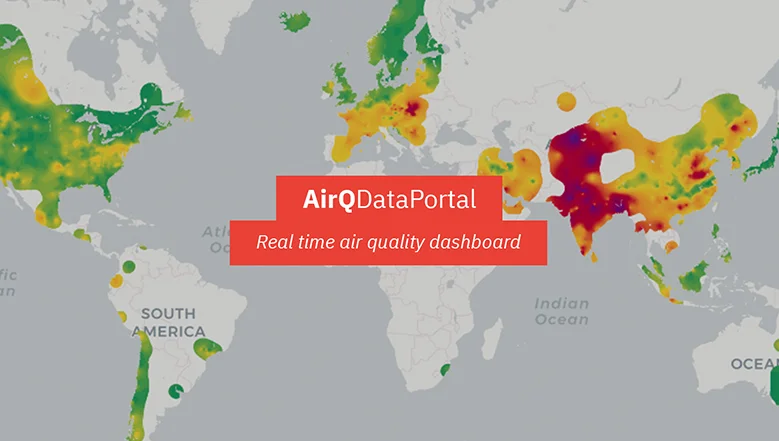 AirQDataPortal
Real time air quality dashboard
SOUTH
AMERICA
Indian
Ocean